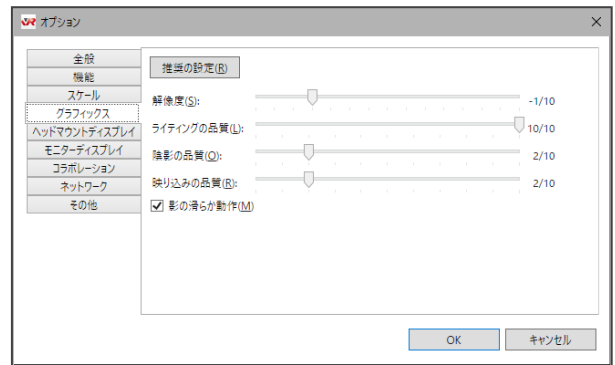 VR オプション
全般
機能
スケール
グラフィックス
ヘッドマウントディスプレイ
モニターディスプレイ
コラボレーション
ネットワーク
その他
推奨の設定(R)
解像度(S): -1/10
ライティングの品質(L): 10/10
陰影の品質(O): 2/10
映り込みの品質(R): 2/10
影の滑らか動作(M)
OK キャンセル